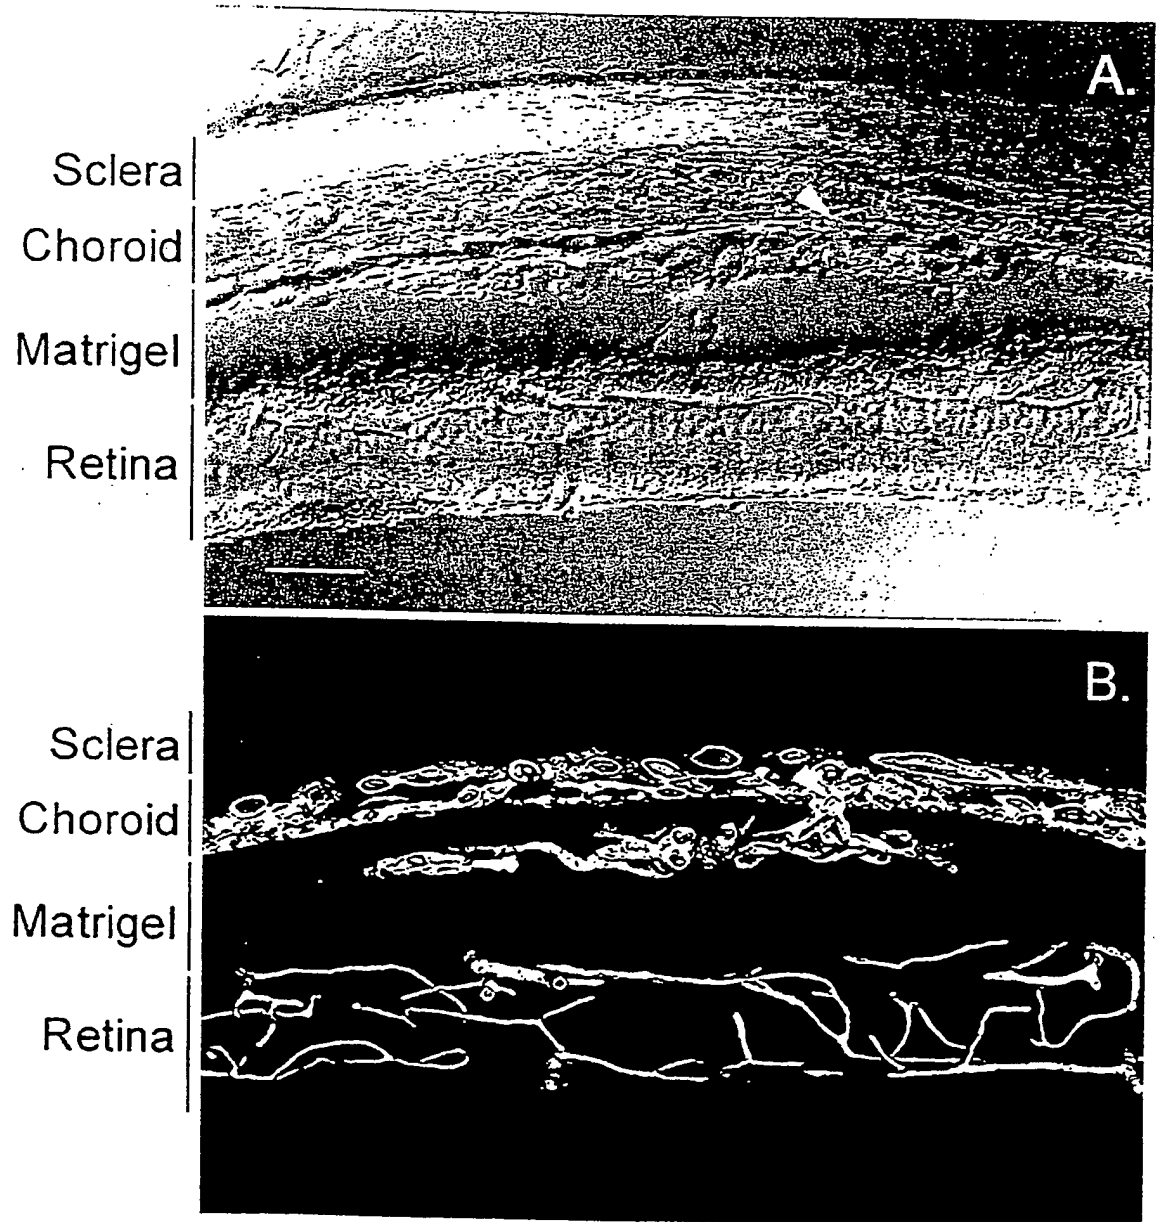 A.
Sclera
Choroid
Matrigel
Retina
B.
Sclera
Choroid
Matrigel
Retina